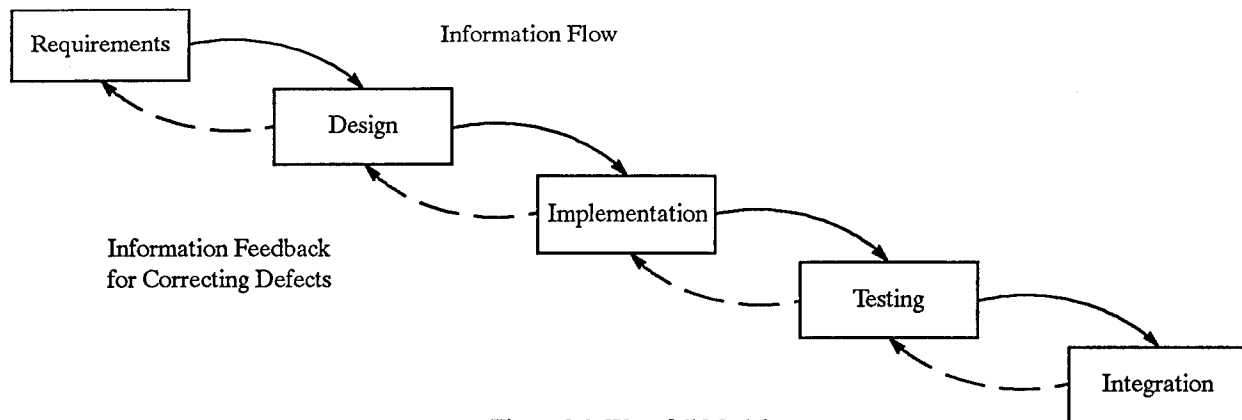 Requirements
Information Flow
Design
Implementation
Information Feedback
for Correcting Defects
Testing
Integration